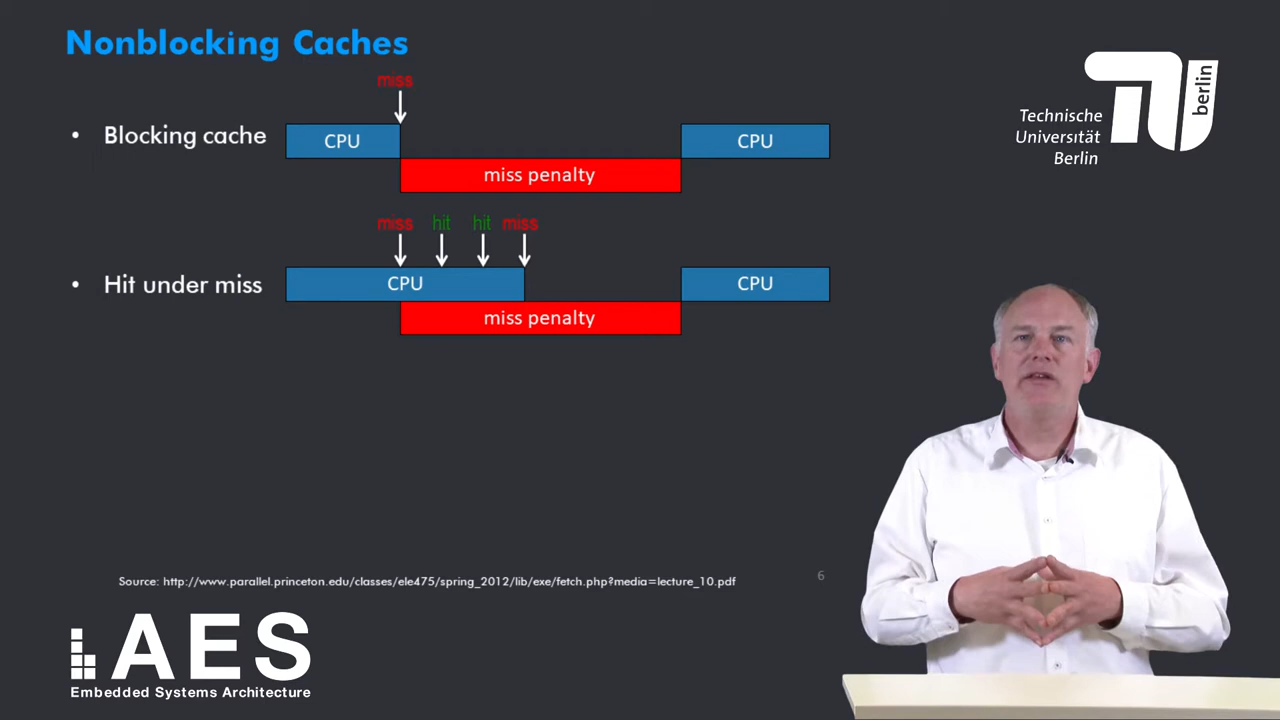 Nonblocking Caches
miss
• Blocking cache
CPU
CPU
miss penalty
miss hit hit miss
• Hit under miss
CPU
CPU
miss penalty
Source: http://www.parallel.princeton.edu/classes/ele475/spring_2012/lib/exe/fetch.php?media=lecture_10.pdf
6
Technische
Universität
Berlin
berlin
AES
Embedded Systems Architecture